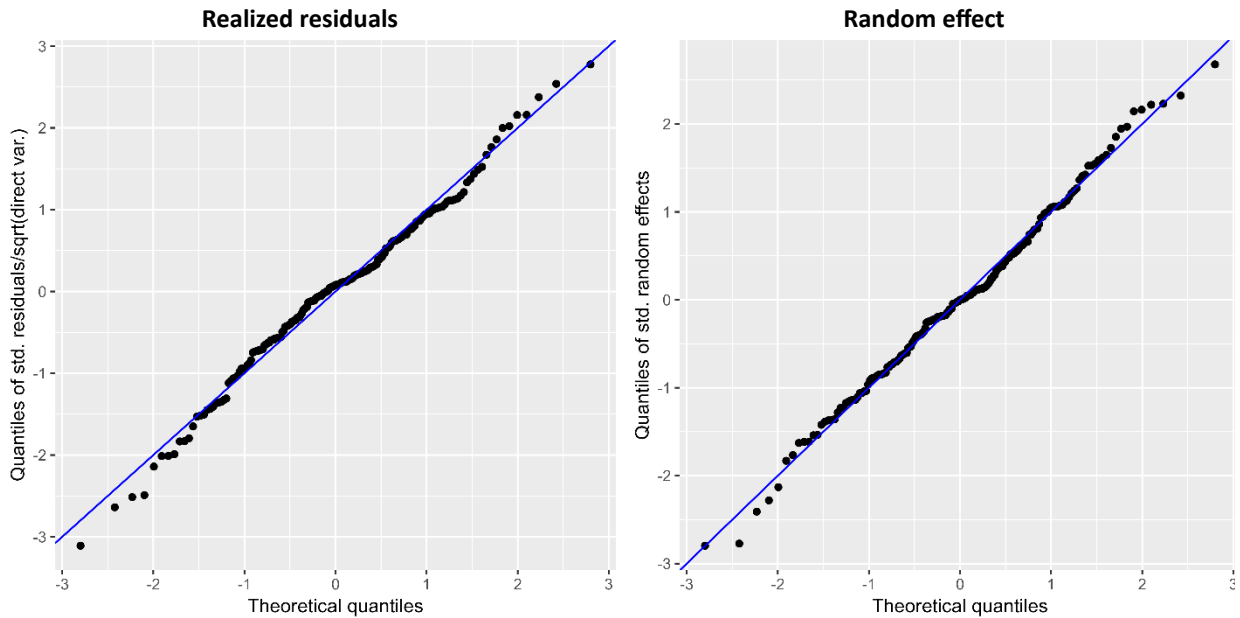 Realized residuals
Quantiles of std. residuals/sqrt(direct var.)
3
2
1
0
-1
-2
-3
-3 -2 -1 0 1 2 3
Theoretical quantiles
Random effect
Quantiles of std. random effects
2
1
0
-1
-2
-3
-3 -2 -1 0 1 2 3
Theoretical quantiles